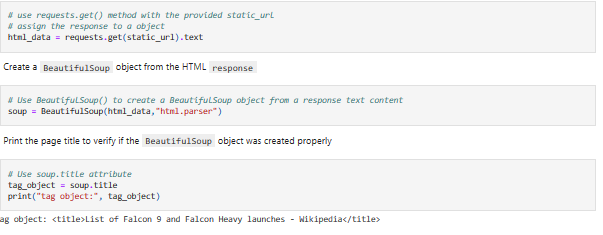 # use requests.get() method with the provided static_url
# assign the response to a object
html_data = requests.get(static_url).text
Create a BeautifulSoup object from the HTML response
# Use BeautifulSoup() to create a BeautifulSoup object from a response text content
soup = BeautifulSoup(html_data,"html.parser")
Print the page title to verify if the BeautifulSoup object was created properly
# Use soup.title attribute
tag_object = soup.title
print("tag object:", tag_object)
ag object: <title>List of Falcon 9 and Falcon Heavy launches - Wikipedia</title>